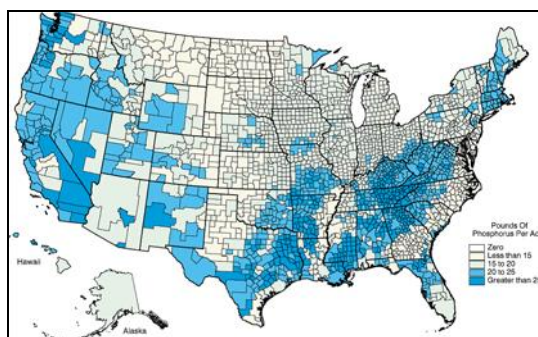 Pounds Of
Phosphorus Per Ac
Zero
Less than 15
15 to 20
20 to 25
Greater than 2
Hawaii
Alaska